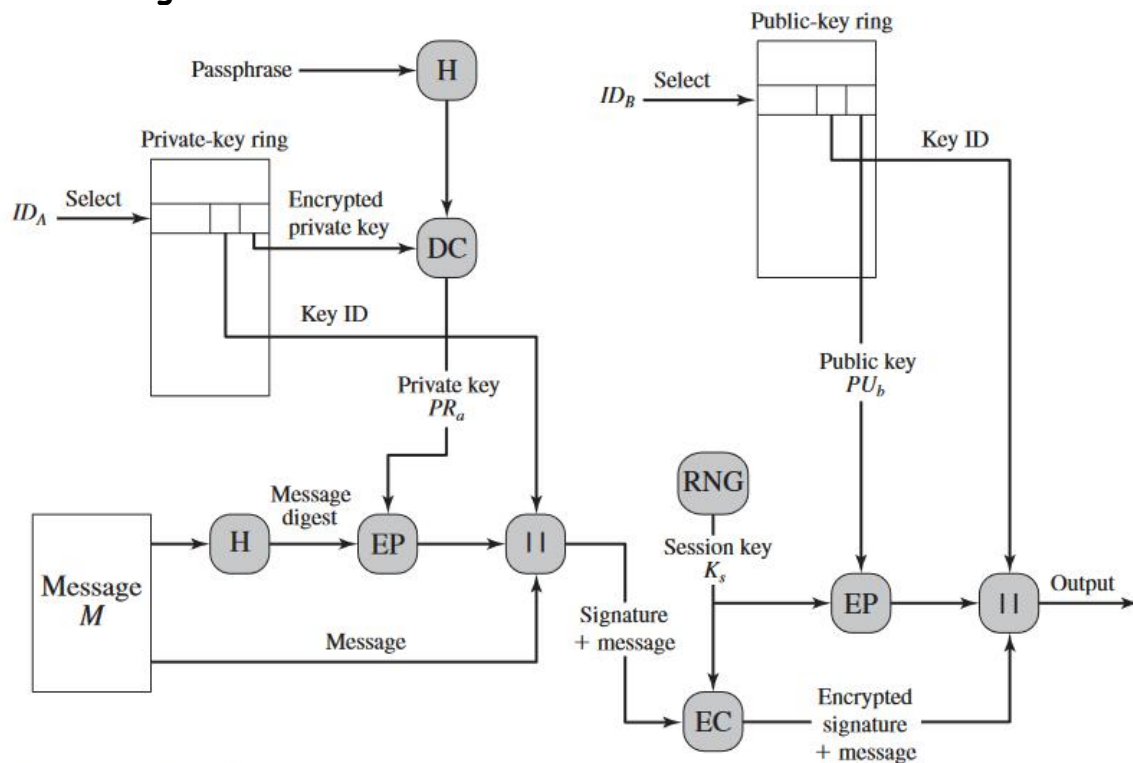 Public-key ring
Passphrase
H
ID_B
Select
Private-key ring
Key ID
ID_A
Select
Encrypted
private key
DC
Key ID
Public key
PU_b
Private key
PR_a
RNG
Message
digest
Session key
K_s
Message
M
H
EP
||
Signature
+ message
EP
||
Output
Message
EC
Encrypted
signature
+ message